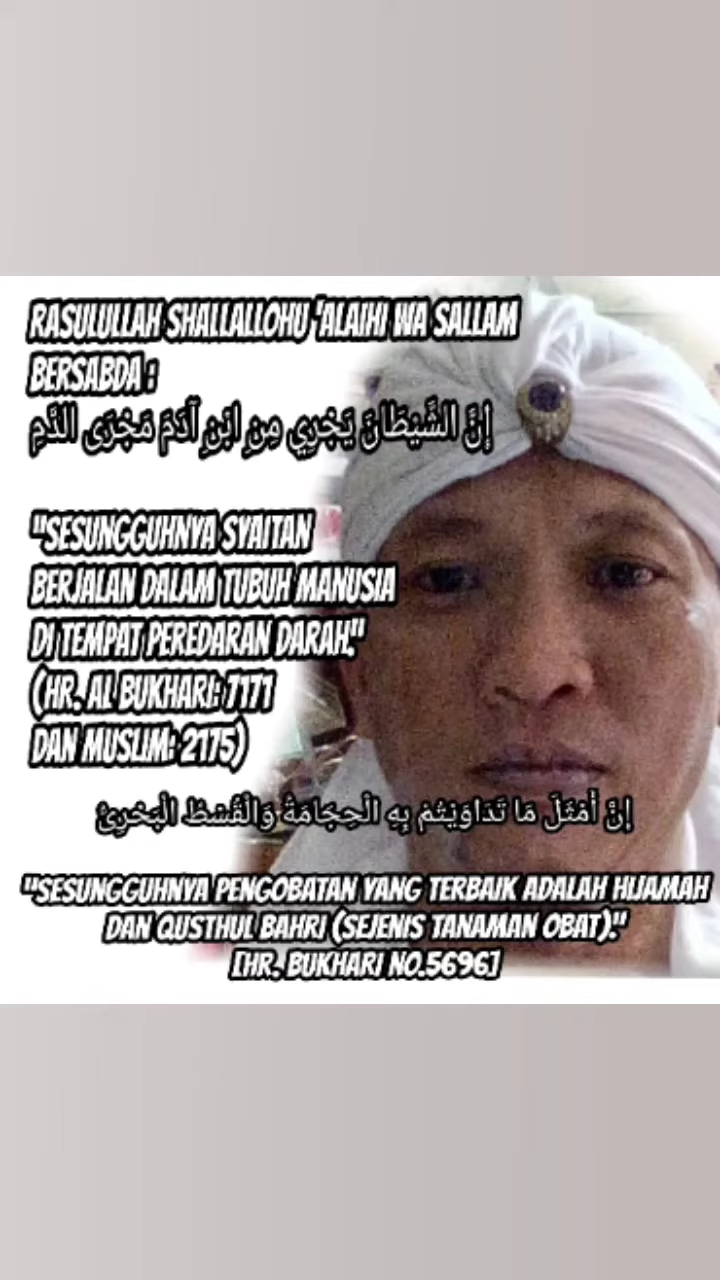 RASULULLAH SHALLALLOHU 'ALAIHI WA SALLAM
BERSABDA :
إِنَّ الشَّيْطَانَ يَجْرِي مِنِ ابْنِ آدَمَ مَجْرَى الدَّمِ
"SESUNGGUHNYA SYAITAN
BERJALAN DALAM TUBUH MANUSIA
DI TEMPAT PEREDARAN DARAH."
(HR. AL BUKHARI: 7171
DAN MUSLIM: 2175)
إِنَّ أَمْثَلَ مَا تَدَاوَيْتُمْ بِهِ الْحِجَامَةُ وَالْقُسْطُ الْبَحْرِيُّ
"SESUNGGUHNYA PENGOBATAN YANG TERBAIK ADALAH HIJAMAH
DAN QUSTHUL BAHRI (SEJENIS TANAMAN OBAT)."
[HR. BUKHARI NO.5696]